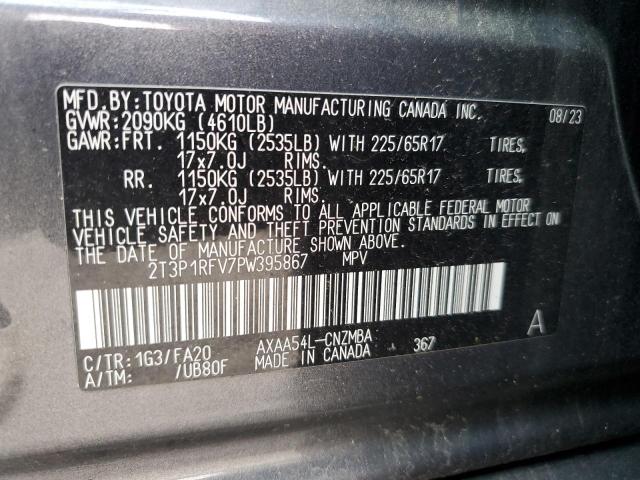 MFD.BY:TOYOTA MOTOR MANUFACTURING CANADA INC. 08/23
GVWR:2090KG (4610LB)
GAWR:FRT. 1150KG (2535LB) WITH 225/65R17 TIRES,
17x7.0J RIMS.
RR. 1150KG (2535LB) WITH 225/65R17 TIRES,
17x7.0J RIMS.
THIS VEHICLE CONFORMS TO ALL APPLICABLE FEDERAL MOTOR
VEHICLE SAFETY AND THEFT PREVENTION STANDARDS IN EFFECT ON
THE DATE OF MANUFACTURE SHOWN ABOVE.
2T3P1RFV7PW395867 MPV
A
C/TR:1G3/FA20 AXAA54L-CNZMBA 367
A/TM: /UB80F MADE IN CANADA